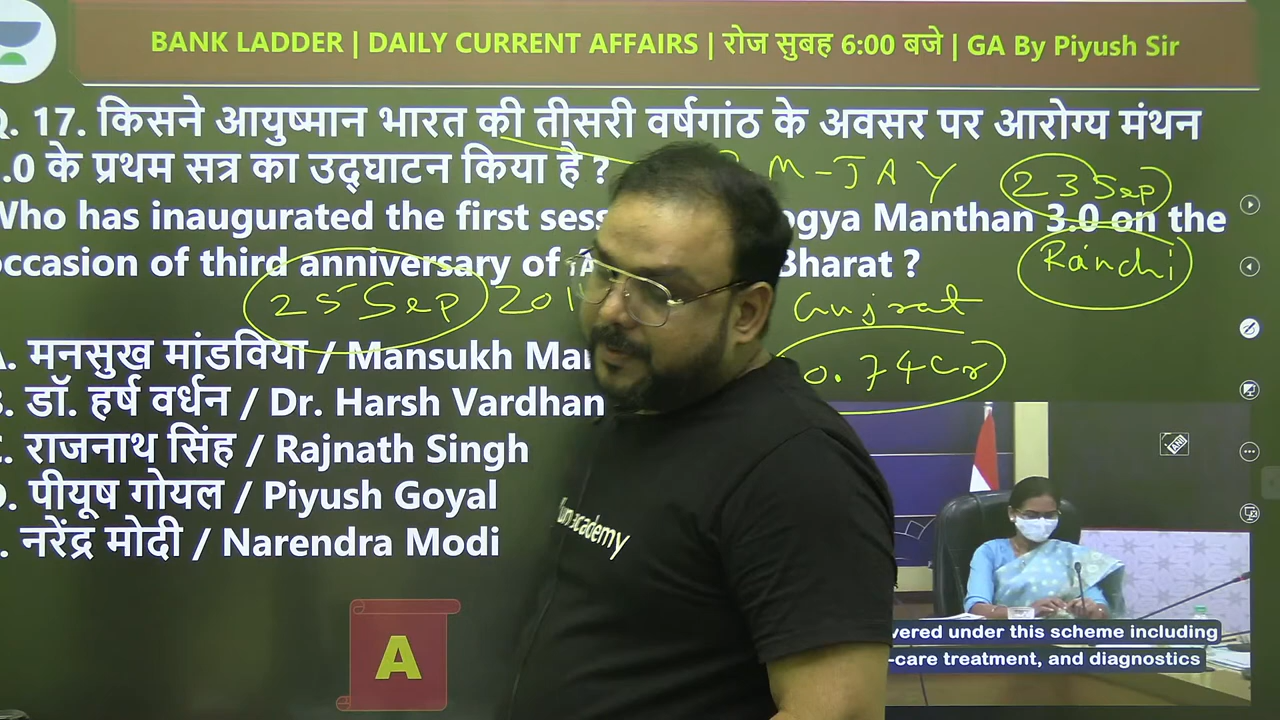 BANK LADDER | DAILY CURRENT AFFAIRS | रोज सुबह 6:00 बजे | GA By Piyush Sir
Q. 17. किसने आयुष्मान भारत की तीसरी वर्षगांठ के अवसर पर आरोग्य मंथन
.0 के प्रथम सत्र का उद्घाटन किया है ?
M-JAY
23 Sep
Who has inaugurated the first sess ogya Manthan 3.0 on the
occasion of third anniversary of A Bharat ?
Ranchi
25 Sep 201
Gujrat
A. मनसुख मांडविया / Mansukh Ma
0.74 Cr
B. डॉ. हर्ष वर्धन / Dr. Harsh Vardhan
C. राजनाथ सिंह / Rajnath Singh
D. पीयूष गोयल / Piyush Goyal
. नरेंद्र मोदी / Narendra Modi
unacademy
A
vered under this scheme including
-care treatment, and diagnostics